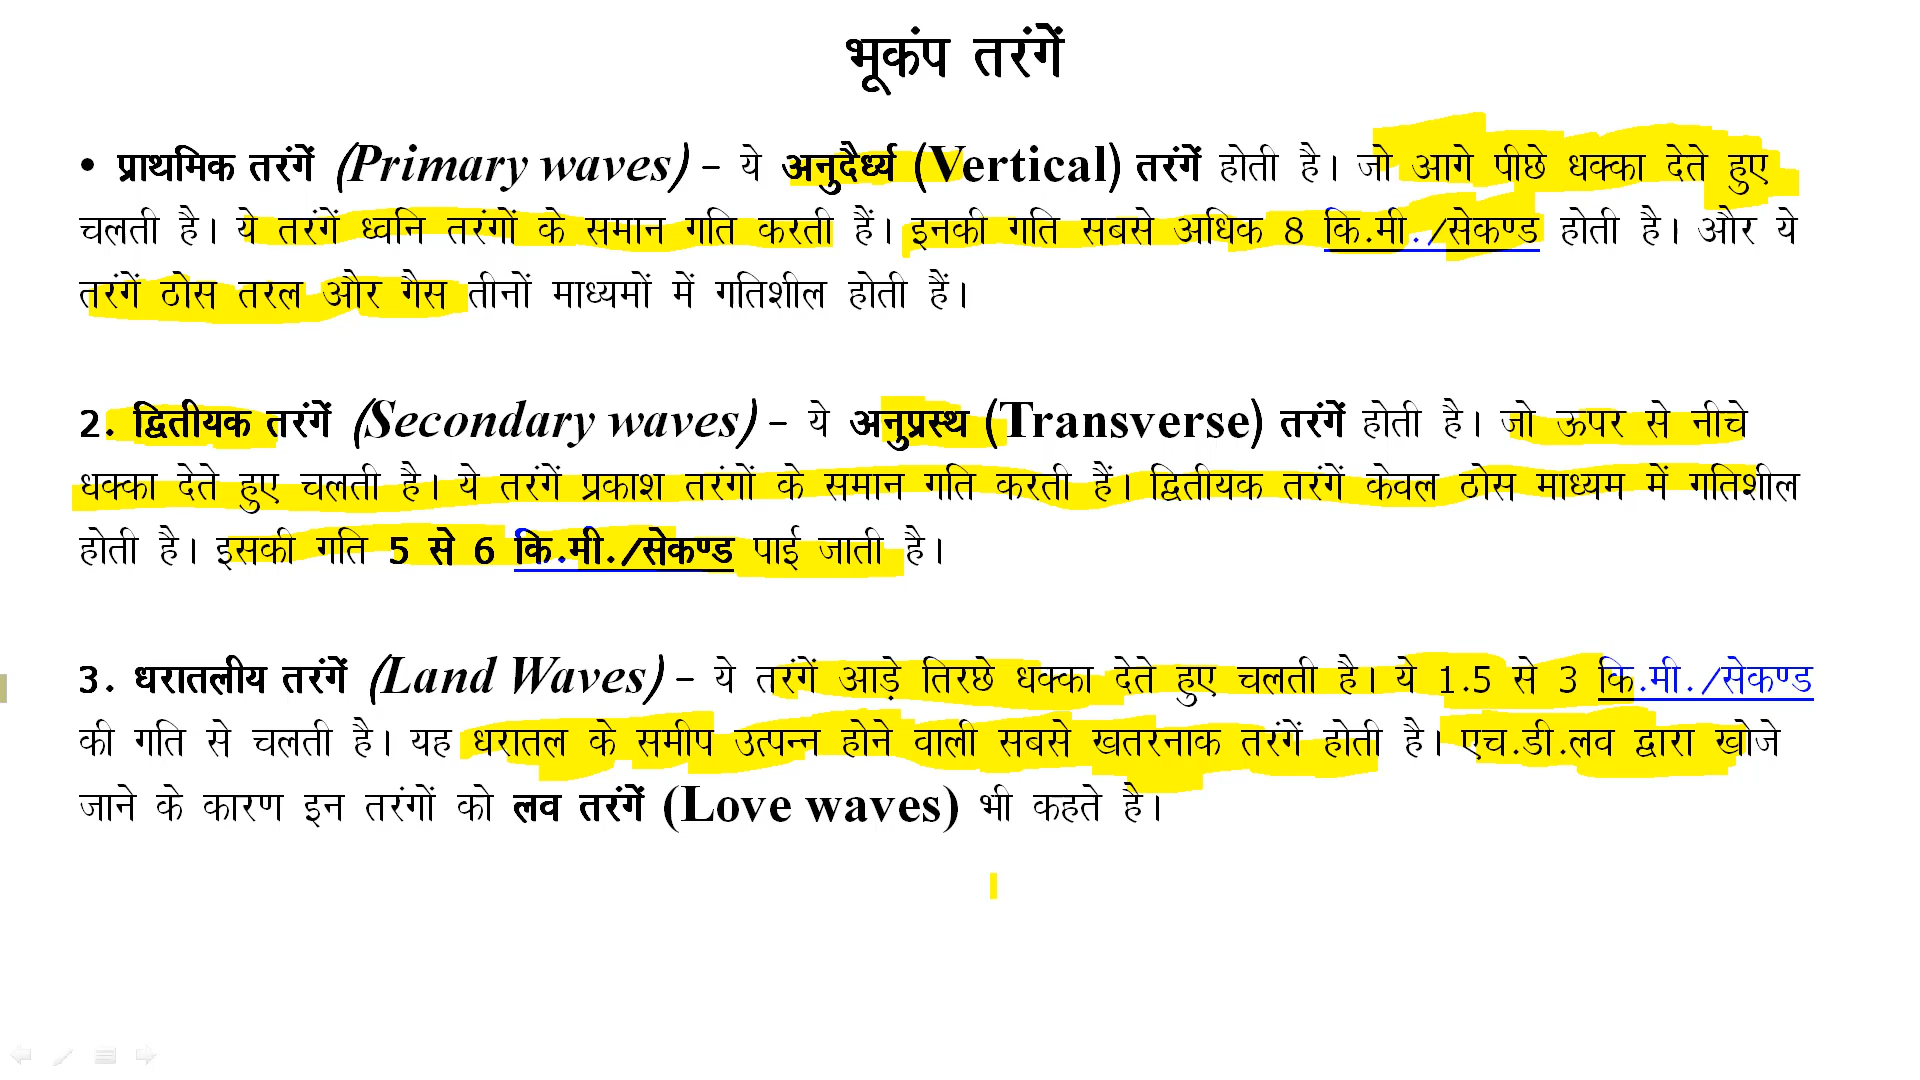 भूकंप तरंगें
• प्राथमिक तरंगें (Primary waves) – ये अनुदैर्ध्य (Vertical) तरंगें होती है। जो आगे पीछे धक्का देते हुए
चलती है। ये तरंगें ध्वनि तरंगों के समान गति करती हैं। इनकी गति सबसे अधिक 8 कि.मी./सेकण्ड होती है। और ये
तरंगें ठोस तरल और गैस तीनों माध्यमों में गतिशील होती हैं।
2. द्वितीयक तरंगें (Secondary waves) – ये अनुप्रस्थ (Transverse) तरंगें होती है। जो ऊपर से नीचे
धक्का देते हुए चलती है। ये तरंगें प्रकाश तरंगों के समान गति करती हैं। द्वितीयक तरंगें केवल ठोस माध्यम में गतिशील
होती है। इसकी गति 5 से 6 कि.मी./सेकण्ड पाई जाती है।
3. धरातलीय तरंगें (Land Waves) – ये तरंगें आड़े तिरछे धक्का देते हुए चलती है। ये 1.5 से 3 कि.मी./सेकण्ड
की गति से चलती है। यह धरातल के समीप उत्पन्न होने वाली सबसे खतरनाक तरंगें होती है। एच.डी.लव द्वारा खोजे
जाने के कारण इन तरंगों को लव तरंगें (Love waves) भी कहते है।